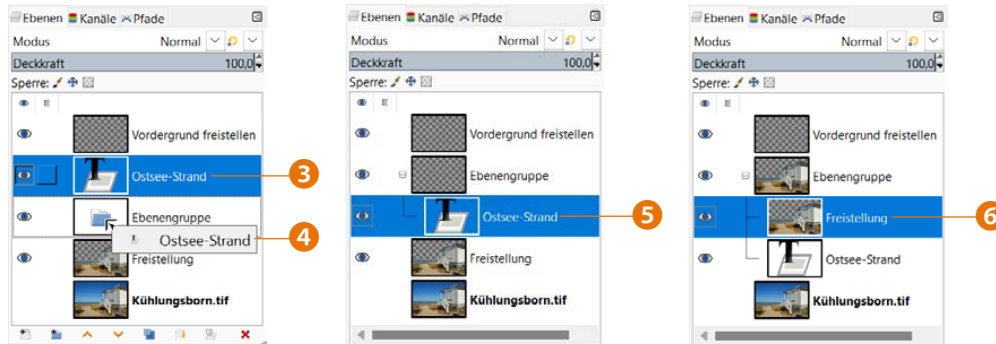 Ebenen Kanäle Pfade
Modus Normal
Deckkraft 100,0
Sperre:
Vordergrund freistellen
Ostsee-Strand
3
Ebenengruppe
Ostsee-Strand
4
Freistellung
Kühlungsborn.tif
Ebenen Kanäle Pfade
Modus Normal
Deckkraft 100,0
Sperre:
Vordergrund freistellen
Ebenengruppe
Ostsee-Strand
5
Freistellung
Kühlungsborn.tif
Ebenen Kanäle Pfade
Modus Normal
Deckkraft 100,0
Sperre:
Vordergrund freistellen
Ebenengruppe
Freistellung
6
Ostsee-Strand
Kühlungsborn.tif